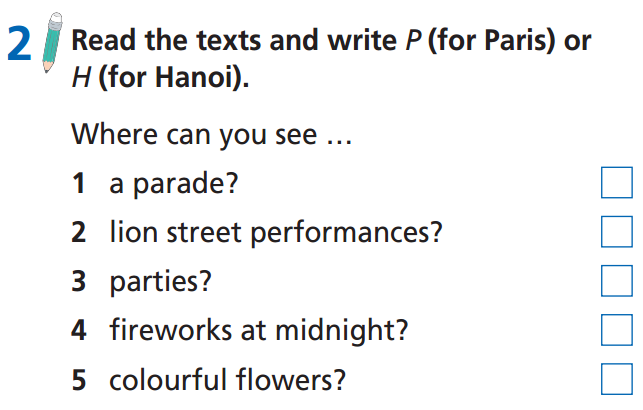 2 Read the texts and write P (for Paris) or
H (for Hanoi).
Where can you see ...
1 a parade?
2 lion street performances?
3 parties?
4 fireworks at midnight?
5 colourful flowers?